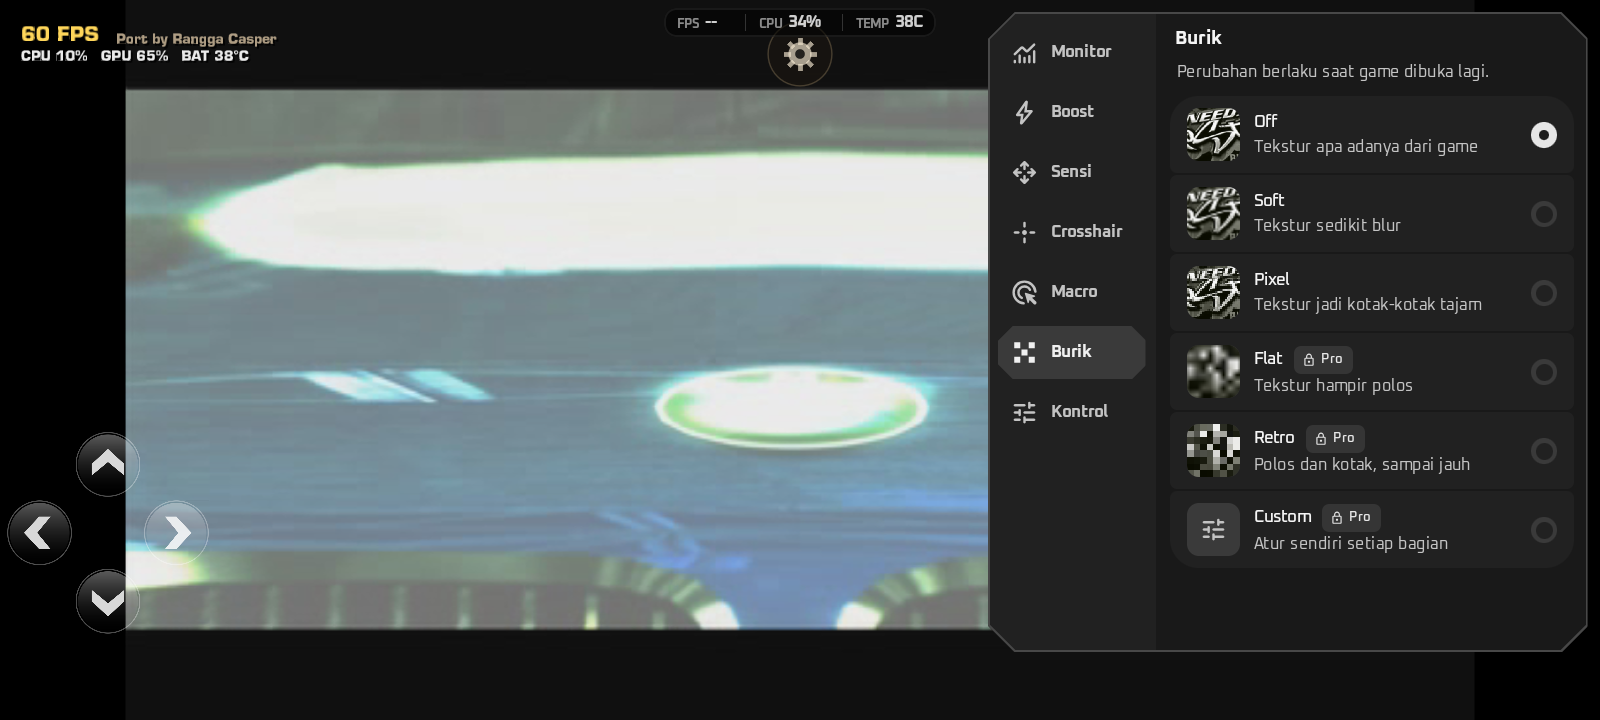 60 FPS Port by Rangga Casper
CPU 10% GPU 65% BAT 38°C
FPS -- CPU 34% TEMP 38C
Monitor
Boost
Sensi
Crosshair
Macro
Burik
Kontrol
Burik
Perubahan berlaku saat game dibuka lagi.
Off
Tekstur apa adanya dari game
Soft
Tekstur sedikit blur
Pixel
Tekstur jadi kotak-kotak tajam
Flat Pro
Tekstur hampir polos
Retro Pro
Polos dan kotak, sampai jauh
Custom Pro
Atur sendiri setiap bagian
NEED
NEED
NEED